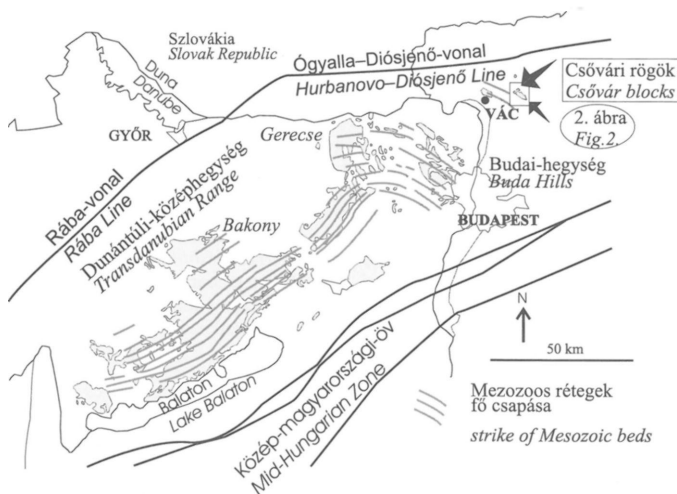 Szlovákia
Slovak Republic
Ógyalla–Diósjenő-vonal
Hurbanovo–Diósjenő Line
Csővári rögök
Csővár blocks
Duna
Danube
VÁC
2. ábra
Fig.2.
GYŐR
Gerecse
Budai-hegység
Buda Hills
Rába-vonal
Rába Line
Dunántúli-középhegység
Transdanubian Range
Bakony
BUDAPEST
N
50 km
Balaton
Lake Balaton
Közép-magyarországi-öv
Mid-Hungarian Zone
Mezozoos rétegek
fő csapása
strike of Mesozoic beds